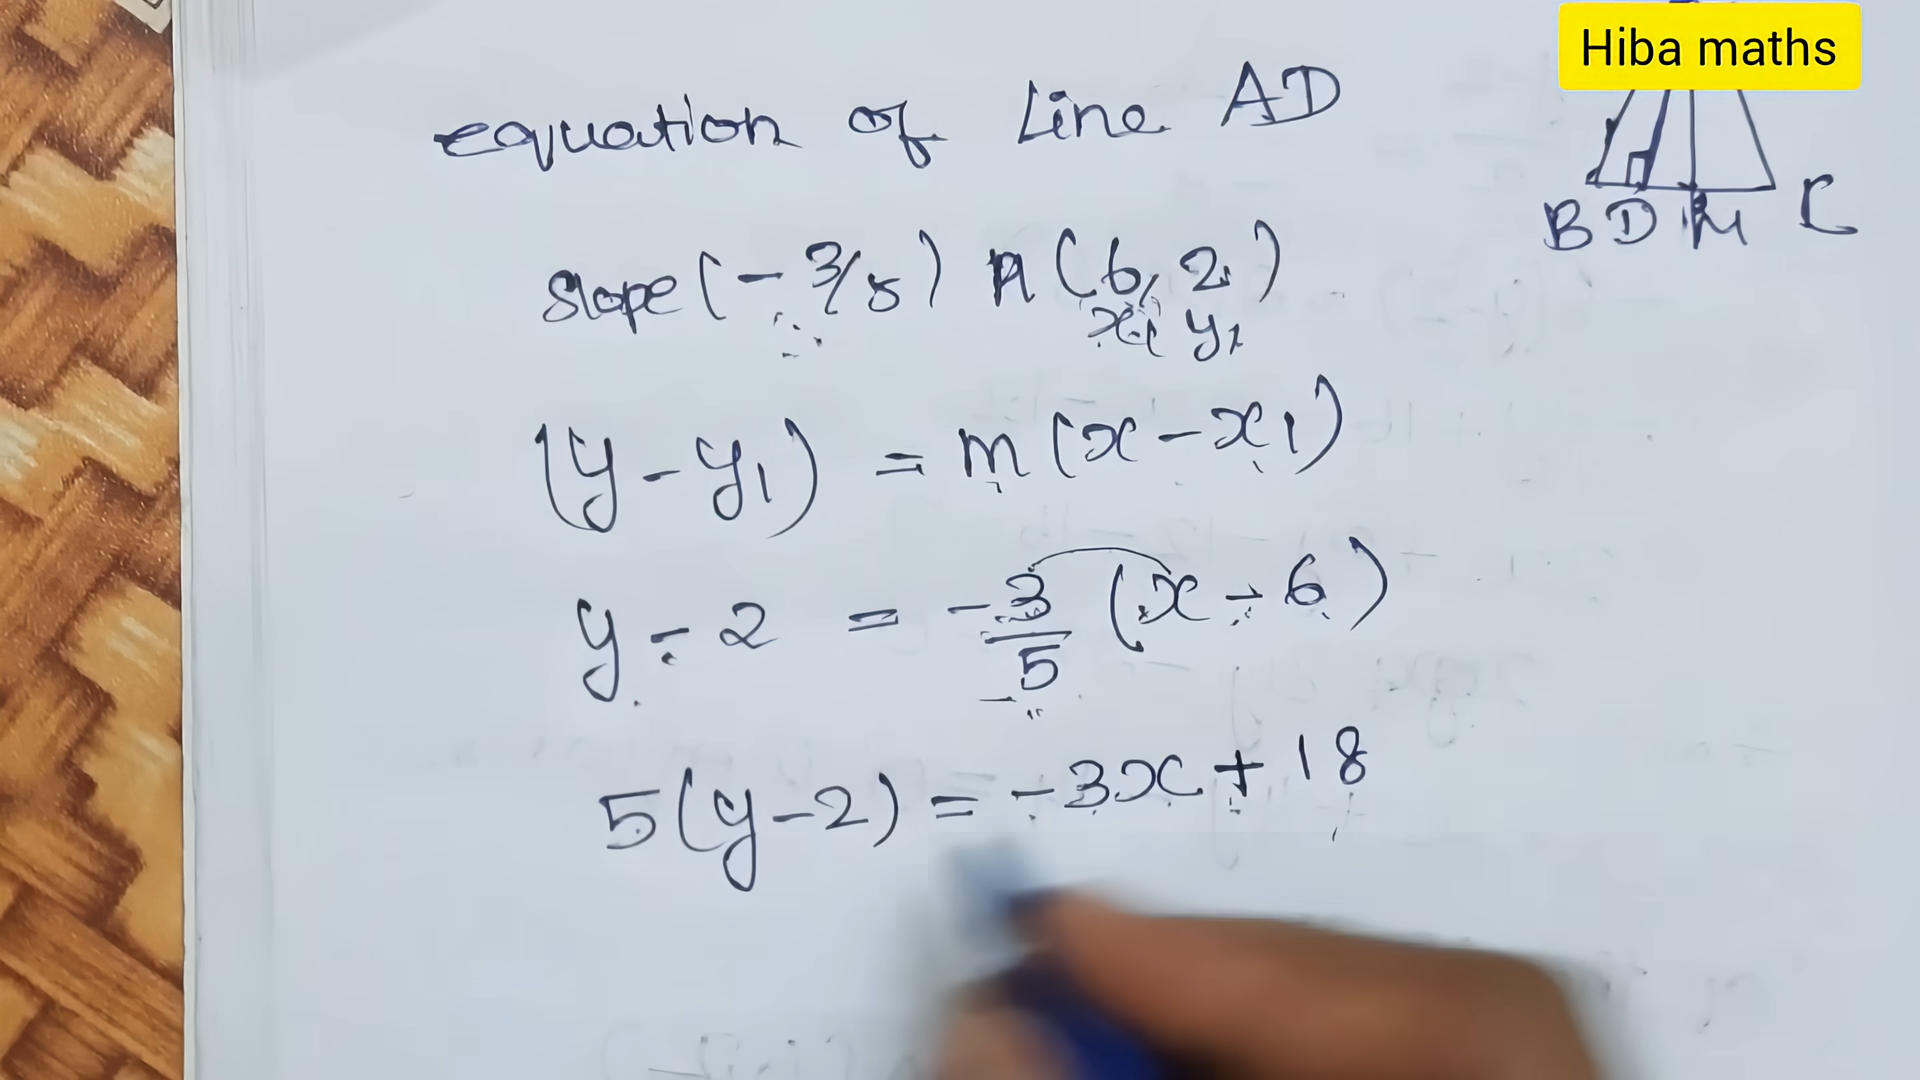 Hiba maths
equation of Line AD
B D M C
Slope (-3/5) A (6, 2)
x1 y1
(y - y1) = m (x - x1)
y - 2 = -3/5 (x - 6)
5(y - 2) = -3x + 18